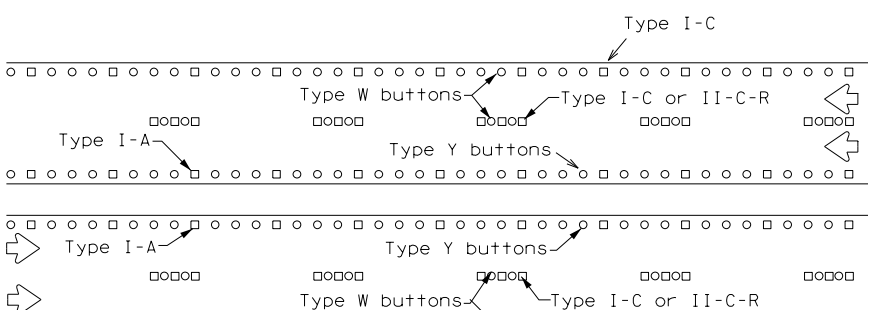 Type I-C
Type W buttons
Type I-C or II-C-R
Type I-A
Type Y buttons
Type I-A
Type Y buttons
Type W buttons
Type I-C or II-C-R